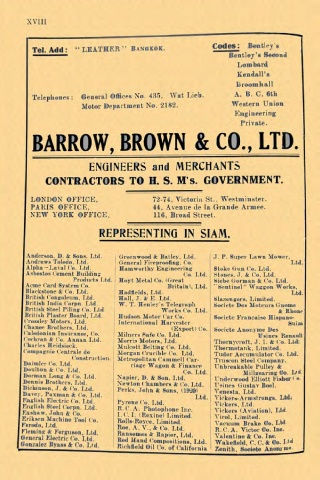 XVIII
Tel. Add: "LEATHER" BANGKOK.
Codes: Bentley's
Bentley's Second
Lombard
Kendall's
Broomhall
A. B. C. 6th
Western Union
Engineering
Private.
Telephones: General Offices No. 435, Wat Lieb.
Motor Department No. 2182.
BARROW, BROWN & CO., LTD.
ENGINEERS and MERCHANTS
CONTRACTORS TO H. S. M's. GOVERNMENT.
LONDON OFFICE, 72-74, Victoria St., Westminster.
PARIS OFFICE, 44, Avenue de la Grande Armee.
NEW YORK OFFICE, 116, Broad Street.
REPRESENTING IN SIAM.
Anderson, D. & Son. Ltd.
Andrews Toledo. Ltd.
Alpha-Laval Co. Ltd.
Asbestos Cement Building
Products Ltd.
Acme Card System Co.
Blackstone & Co. Ltd.
British Congoleum, Ltd.
British India Corpn. Ltd
British Steel Piling Co. Ltd
British Plaster Board, Ltd.
Crossley Motors, Ltd.
Chance Brothers, Ltd.
Caledonian Insurance, Co.
Cochran & Co. Annan Ltd.
Charles Heidsieck.
Compagnie Centrale de
Construction
Daimler Co. Ltd
Doulton & Co. Ltd.
Dorman Long & Co. Ltd.
Dennis Brothers, Ltd.
Dickinson, J & Co. Ltd.
Davey, Paxman & Co. Ltd.
English Electric Co. Ltd.
English Steel Corpn. Ltd.
Exshaw, John & Co.
Eriksen Machine Tool Co.
Ferodo, Ltd.
Fleming & Ferguson, Ltd.
General Electric Co. Ltd.
Gonzalez Byass & Co. Ltd.
Greenwood & Batley, Ltd.
General Fireproofing, Co.
Hamworthy Engineering
Co. Ltd.
Hoyt Metal Co. (Great
Britain), Ltd.
Hadfields, Ltd.
Hall, J. & E. Ltd
W. T. Henley's Telegraph
Works Co. Ltd.
Hudson Motor Car Co.
International Harvester
(Export) Co.
Milners Safe Co. Ltd.
Morris Motors, Ltd.
Midcott Belting Co. Ltd.
Morgan Crucible Co. Ltd.
Metropolitan Cammell Carriage
Wagon & Finance
Co. Ltd.
Napier, D. & Son, Ltd.
Newton Chambers & Co. Ltd.
Perks, John & Sons, (1920)
Ltd.
Pyrene Co. Ltd.
R. C. A. Photophone Inc.
I. C. I. (Rexine) Limited
Rolls-Royce, Limited.
Roe, A. V., & Co. Ltd.
Ransomes & Rapier, Ltd.
Red Hand Compositions, Ltd.
Richfield Oil Co. of California
J. P. Super Lawn Mower,
Ltd.
Stoke Gun Co. Ltd.
Stones, J. & Co. Ltd.
Siebe Gorman & Co. Ltd.
"Sentinel" Waggon Works,
Ltd.
Slazengers, Limited.
Societe Des Moteurs Gnome
& Rhone
Societe Francaise Hispano-
Suiza
Societe Anonyme Des
Usines Renault
Thornycroft, J. I. & Co. Ltd.
Thermotank, Limited.
Tudor Accumulator Co. Ltd.
Truscon Steel Company.
Unbreakable Pulley &
Millgearing Co. Ltd
Underwood Elliott Fisher Co.
Venesta, Ltd.
Vickers-Armstrongs, Ltd.
Vickers, Ltd
Vickers (Aviation), Ltd.
Vivoil, Limited.
Vacuum Brake Co. Ltd.
R. C. A. Victor Co. Inc.
Valentine & Co. Inc.
Wakefield, C. C. & Co. Ltd
Zenith, Societe Anonyme